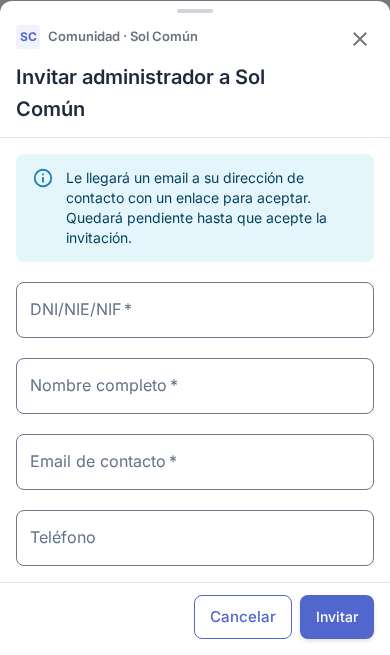 SC Comunidad · Sol Común
Invitar administrador a Sol
Común
Le llegará un email a su dirección de
contacto con un enlace para aceptar.
Quedará pendiente hasta que acepte la
invitación.
DNI/NIE/NIF *
Nombre completo *
Email de contacto *
Teléfono
Cancelar Invitar